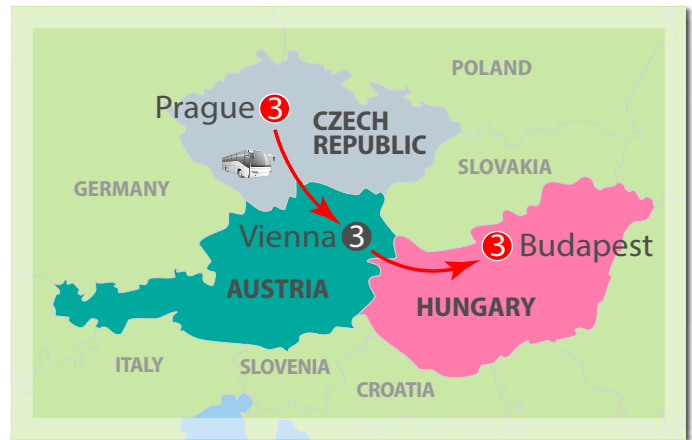 POLAND
Prague 3
CZECH
REPUBLIC
SLOVAKIA
GERMANY
Vienna 3
3 Budapest
AUSTRIA
HUNGARY
ITALY
SLOVENIA
CROATIA